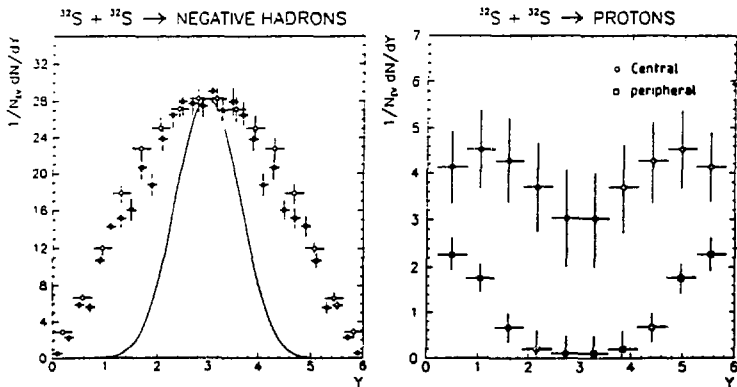 ³²S + ³²S → NEGATIVE HADRONS
1/N_Ev dN/dY
32
28
24
20
16
12
8
4
0
0 1 2 3 4 5 6
Y
³²S + ³²S → PROTONS
1/N_Ev dN/dY
7
6
5
4
3
2
1
0
Central
peripheral
0 1 2 3 4 5 6
Y